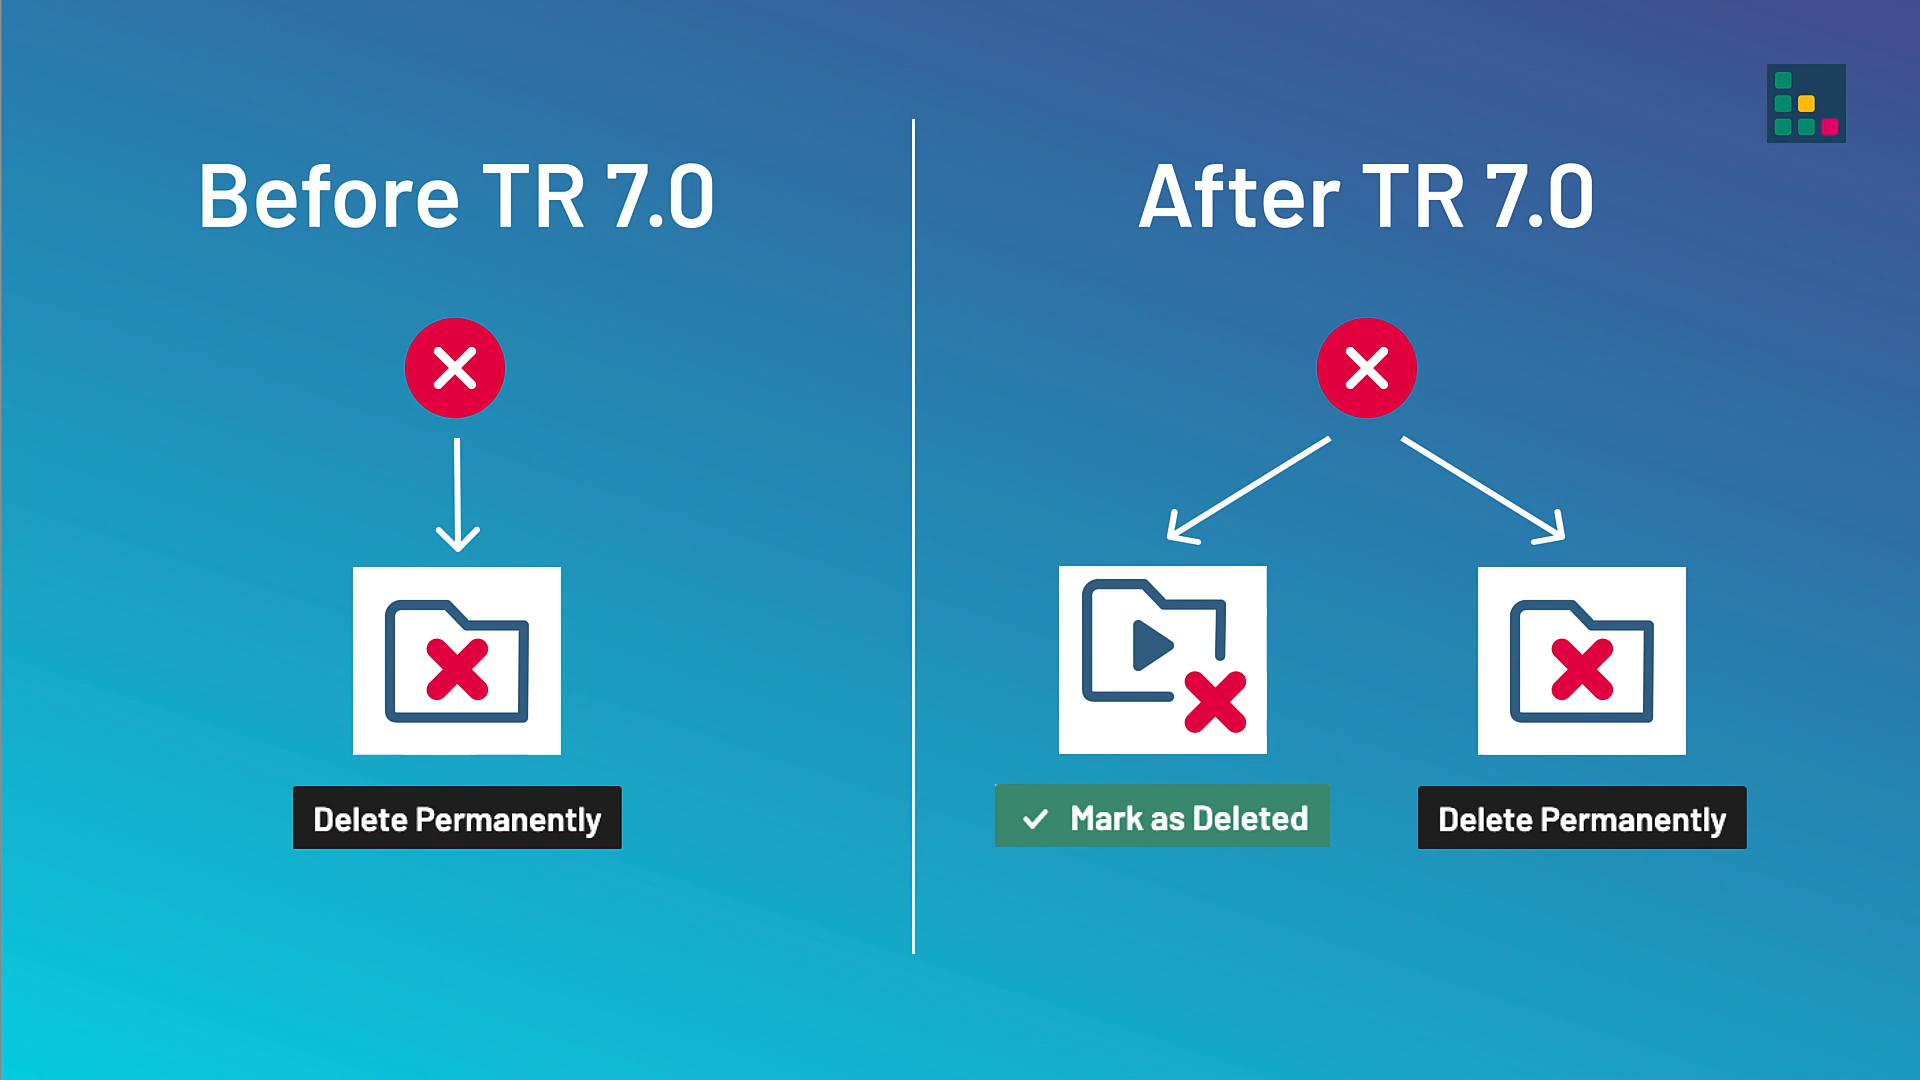 Before TR 7.0
Delete Permanently
After TR 7.0
Mark as Deleted
Delete Permanently